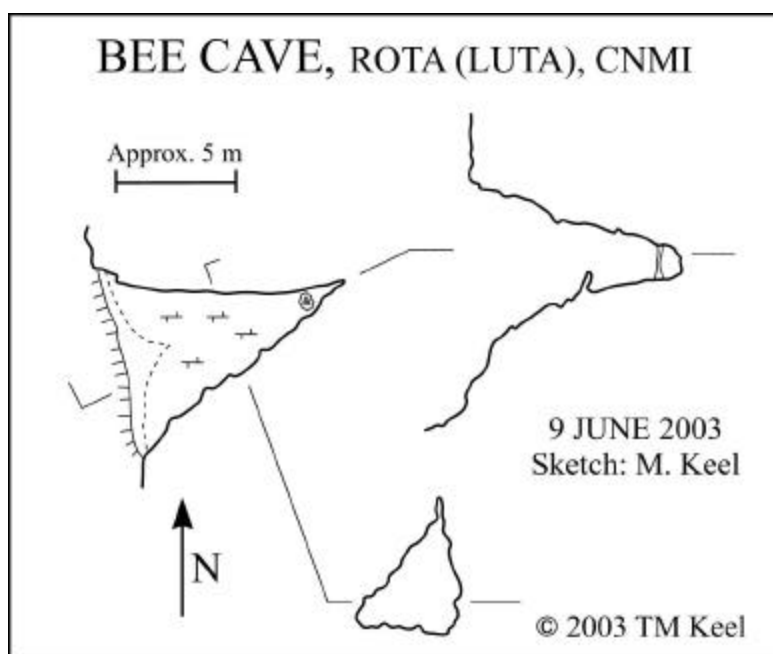 BEE CAVE, ROTA (LUTA), CNMI
Approx. 5 m
9 JUNE 2003
Sketch: M. Keel
N
© 2003 TM Keel